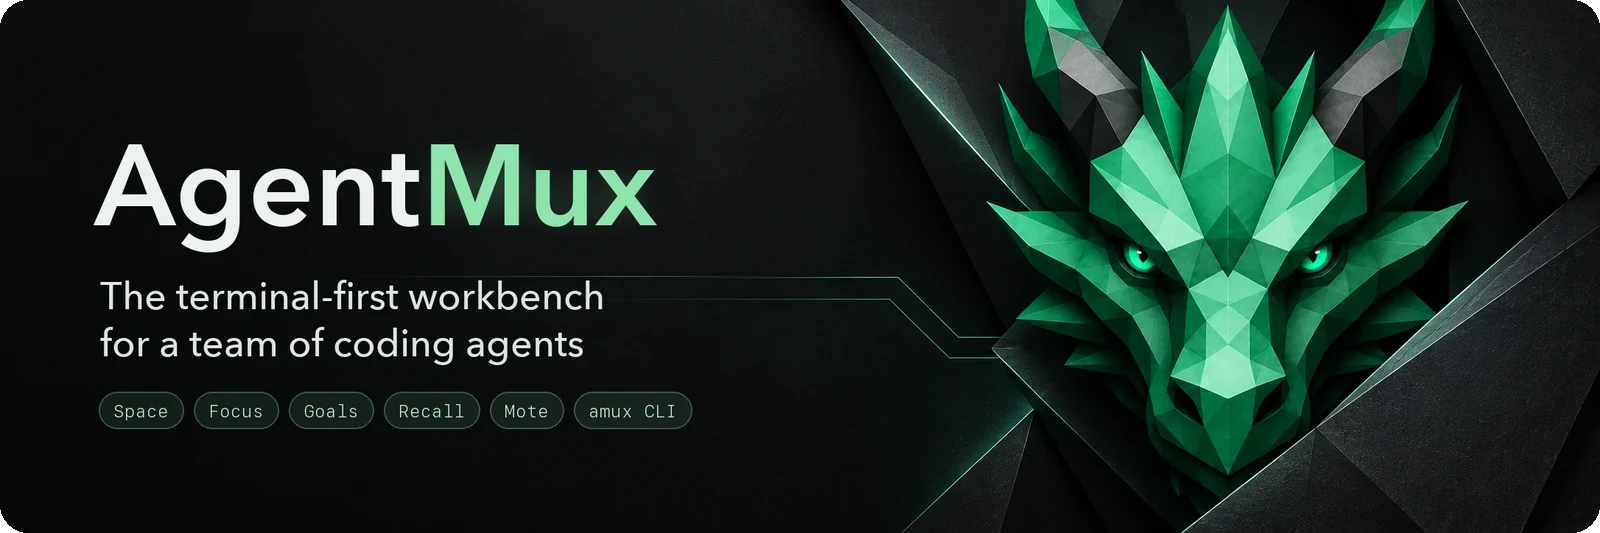 AgentMux
The terminal-first workbench
for a team of coding agents
Space Focus Goals Recall Mote amux CLI